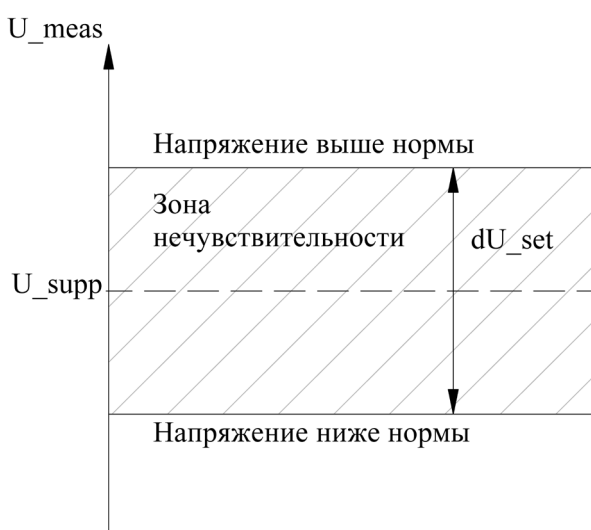 U_meas
Напряжение выше нормы
Зона
нечувствительности
dU_set
U_supp
Напряжение ниже нормы